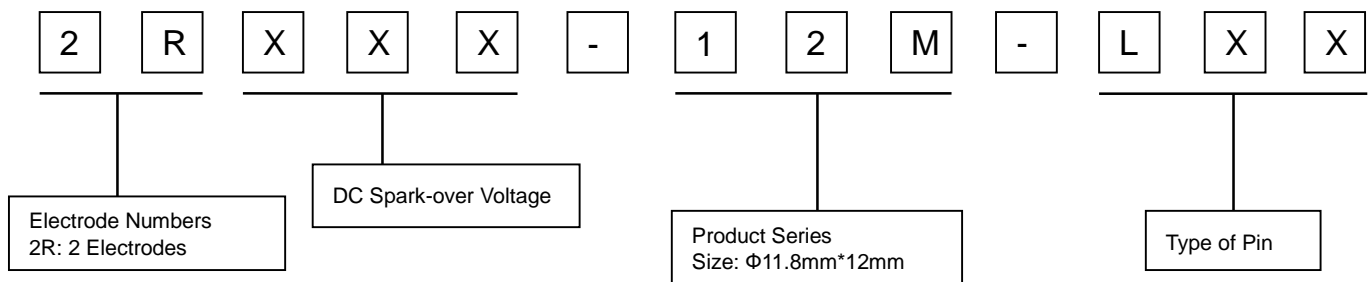 2 R X X X - 1 2 M - L X X
DC Spark-over Voltage
Electrode Numbers
2R: 2 Electrodes
Product Series
Size: Φ11.8mm*12mm
Type of Pin